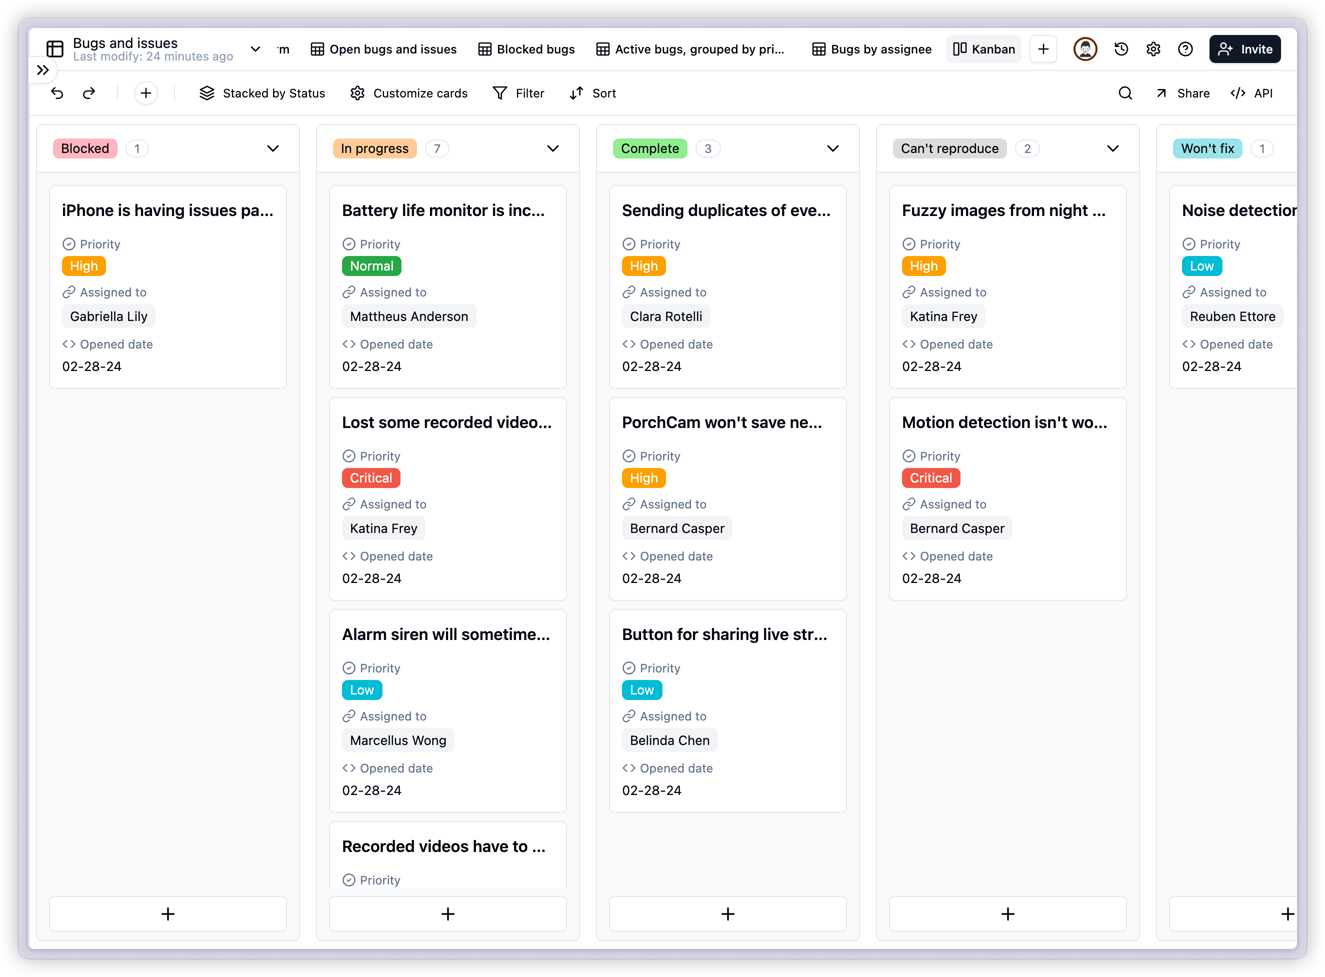 Bugs and issues
Last modify: 24 minutes ago
rm
Open bugs and issues
Blocked bugs
Active bugs, grouped by pri...
Bugs by assignee
Kanban
Invite
Stacked by Status
Customize cards
Filter
Sort
Share
API
Blocked 1
iPhone is having issues pa...
Priority
High
Assigned to
Gabriella Lily
Opened date
02-28-24
In progress 7
Battery life monitor is inc...
Priority
Normal
Assigned to
Mattheus Anderson
Opened date
02-28-24
Lost some recorded video...
Priority
Critical
Assigned to
Katina Frey
Opened date
02-28-24
Alarm siren will sometime...
Priority
Low
Assigned to
Marcellus Wong
Opened date
02-28-24
Recorded videos have to ...
Priority
Complete 3
Sending duplicates of eve...
Priority
High
Assigned to
Clara Rotelli
Opened date
02-28-24
PorchCam won't save ne...
Priority
High
Assigned to
Bernard Casper
Opened date
02-28-24
Button for sharing live str...
Priority
Low
Assigned to
Belinda Chen
Opened date
02-28-24
Can't reproduce 2
Fuzzy images from night ...
Priority
High
Assigned to
Katina Frey
Opened date
02-28-24
Motion detection isn't wo...
Priority
Critical
Assigned to
Bernard Casper
Opened date
02-28-24
Won't fix 1
Noise detection
Priority
Low
Assigned to
Reuben Ettore
Opened date
02-28-24